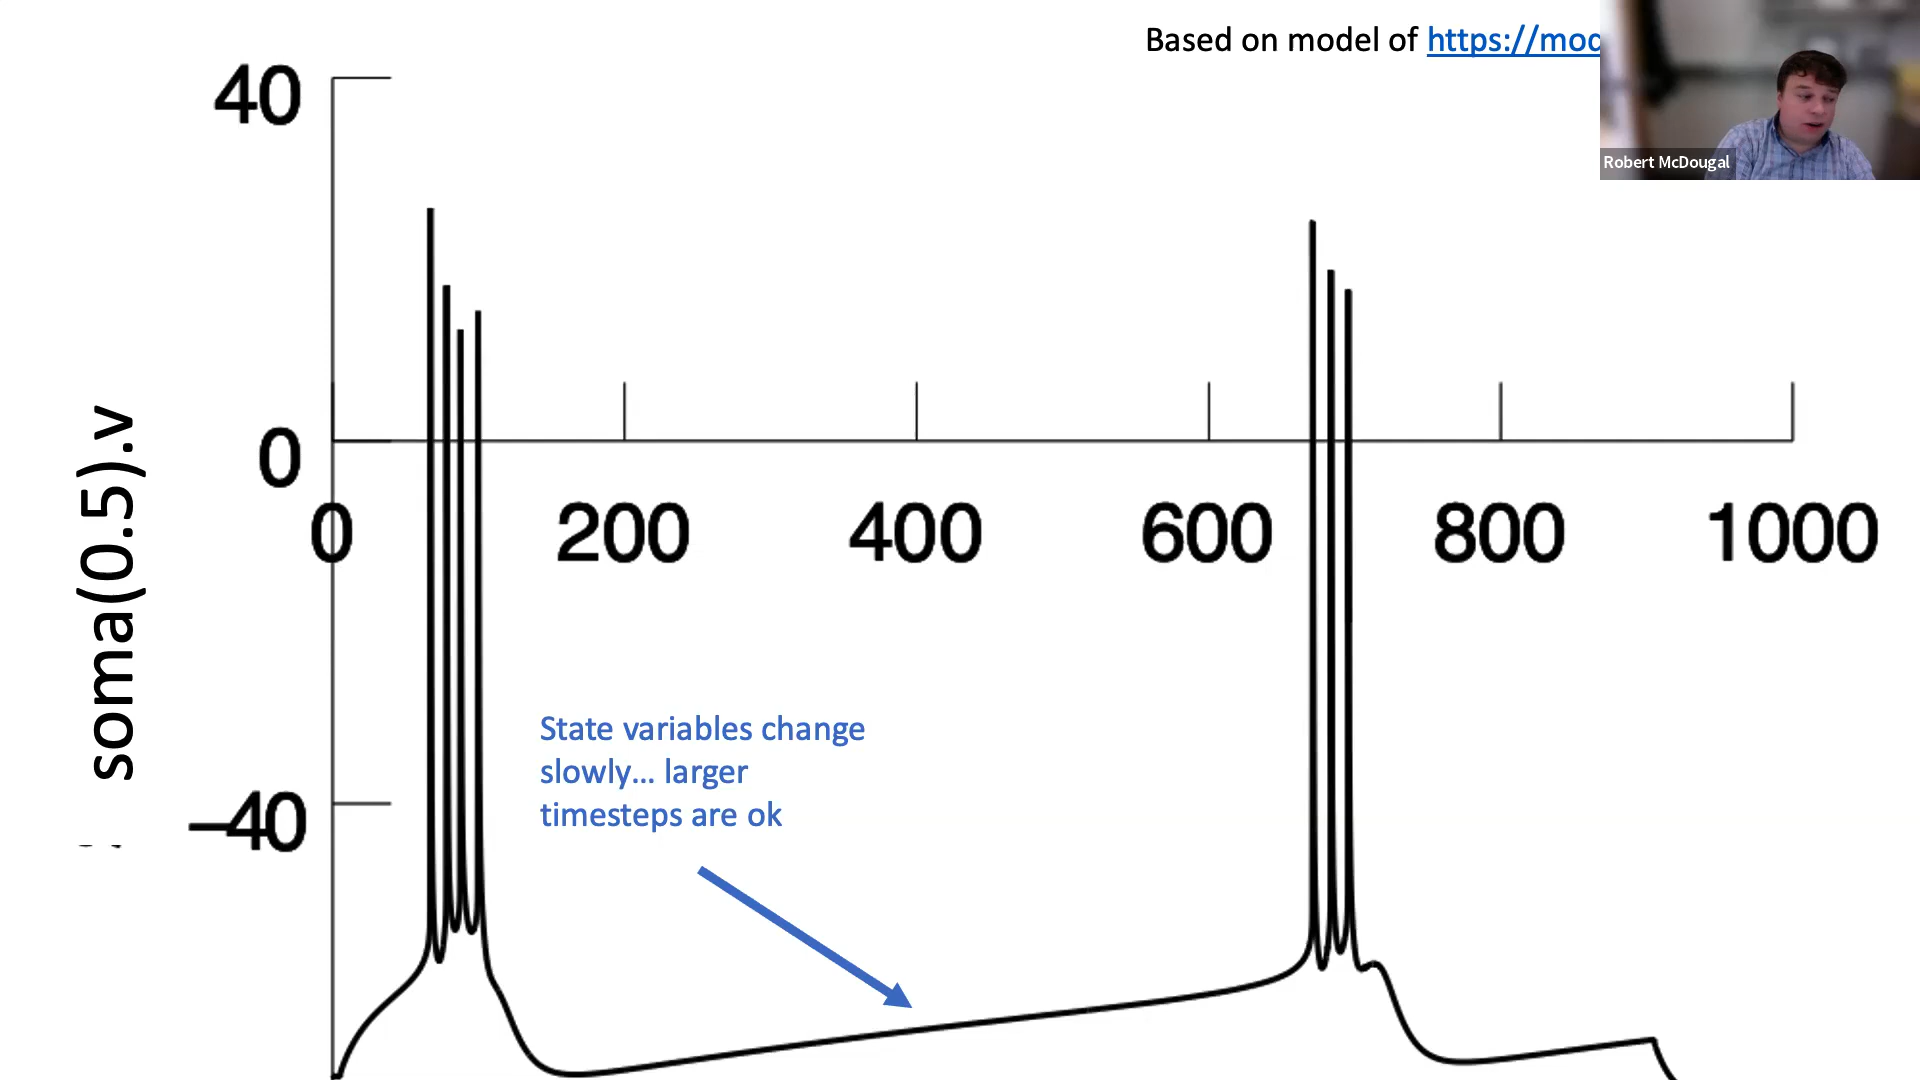 Based on model of https://mod
Robert McDougal
40
0
0
200
400
600
800
1000
soma(0.5).v
State variables change
slowly... larger
timesteps are ok
−40